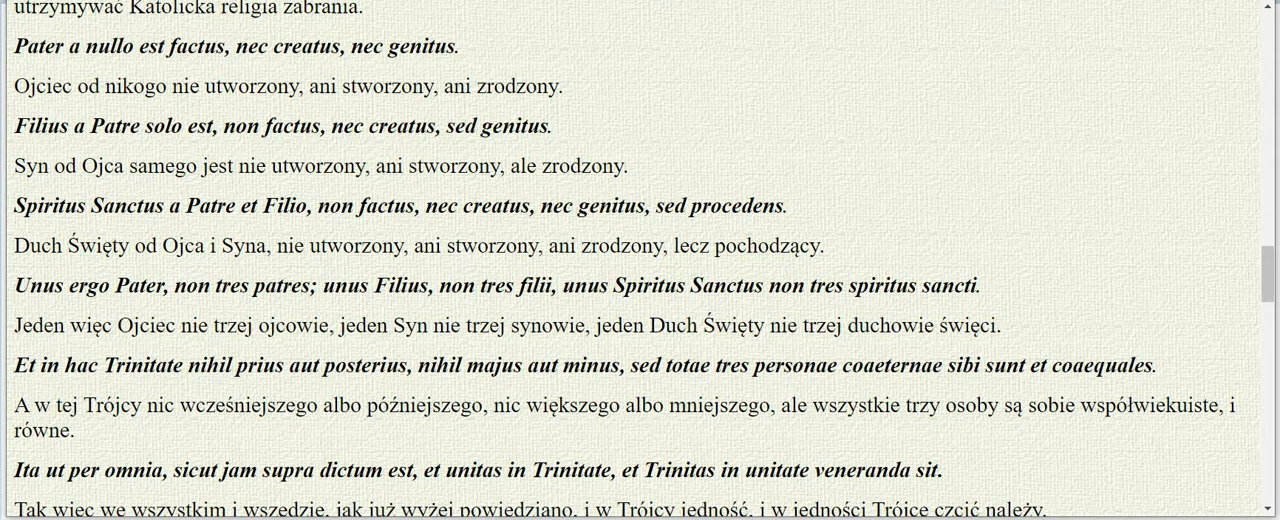 utrzymywać Katolicka religia zabrania.
Pater a nullo est factus, nec creatus, nec genitus.
Ojciec od nikogo nie utworzony, ani stworzony, ani zrodzony.
Filius a Patre solo est, non factus, nec creatus, sed genitus.
Syn od Ojca samego jest nie utworzony, ani stworzony, ale zrodzony.
Spiritus Sanctus a Patre et Filio, non factus, nec creatus, nec genitus, sed procedens.
Duch Święty od Ojca i Syna, nie utworzony, ani stworzony, ani zrodzony, lecz pochodzący.
Unus ergo Pater, non tres patres; unus Filius, non tres filii, unus Spiritus Sanctus non tres spiritus sancti.
Jeden więc Ojciec nie trzej ojcowie, jeden Syn nie trzej synowie, jeden Duch Święty nie trzej duchowie święci.
Et in hac Trinitate nihil prius aut posterius, nihil majus aut minus, sed totae tres personae coaeternae sibi sunt et coaequales.
A w tej Trójcy nic wcześniejszego albo późniejszego, nic większego albo mniejszego, ale wszystkie trzy osoby są sobie współwiekuiste, i
równe.
Ita ut per omnia, sicut jam supra dictum est, et unitas in Trinitate, et Trinitas in unitate veneranda sit.
Tak więc we wszystkim i wszędzie, jak już wyżej powiedziano, i w Trójcy jedność, i w jedności Trójcę czcić należy.